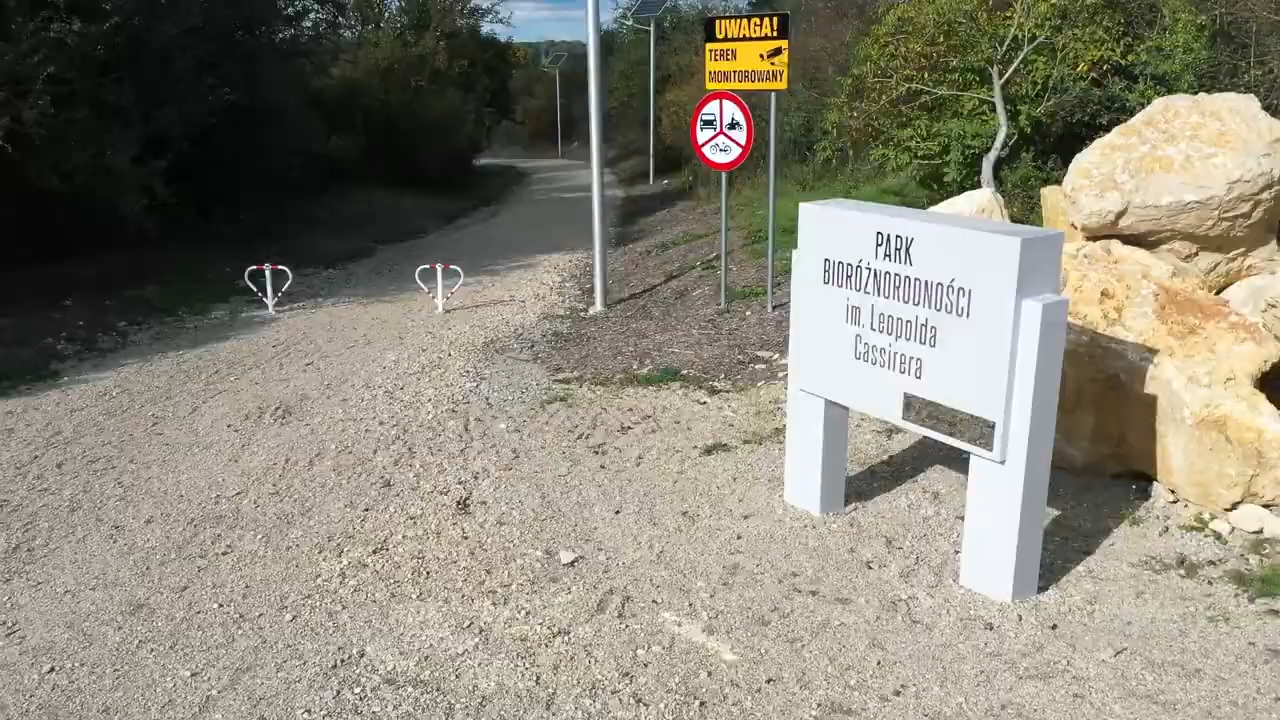 UWAGA!
TEREN
MONITOROWANY
PARK
BIORÓŻNORODNOŚCI
im. Leopolda
Cassirera